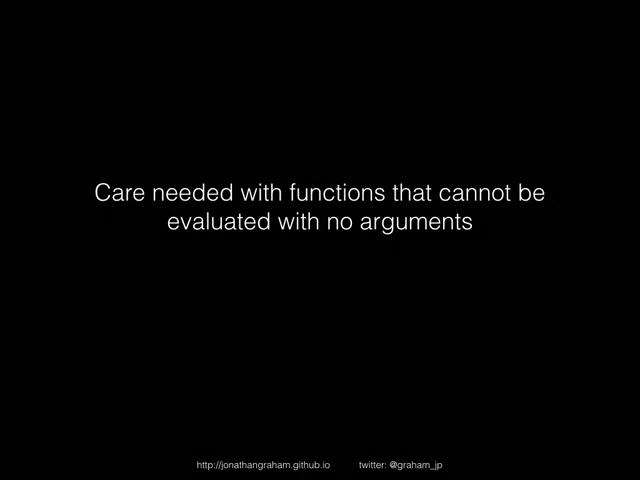 Care needed with functions that cannot be
evaluated with no arguments
http://jonathangraham.github.io twitter: @graham_jp